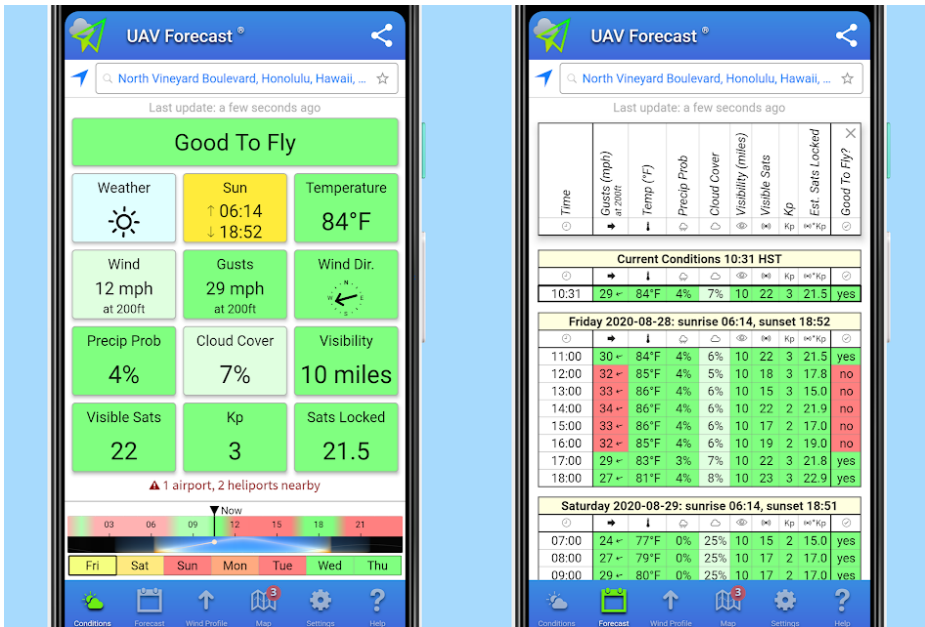 UAV Forecast ®
North Vineyard Boulevard, Honolulu, Hawaii, ...
Last update: a few seconds ago
Good To Fly
Weather
Sun
↑ 06:14
↓ 18:52
Temperature
84°F
Wind
12 mph
at 200ft
Gusts
29 mph
at 200ft
Wind Dir.
N
W E
S
Precip Prob
4%
Cloud Cover
7%
Visibility
10 miles
Visible Sats
22
Kp
3
Sats Locked
21.5
1 airport, 2 heliports nearby
Now
03 06 09 12 15 18 21
Fri Sat Sun Mon Tue Wed Thu
3
Conditions Forecast Wind Profile Map Settings Help
UAV Forecast ®
North Vineyard Boulevard, Honolulu, Hawaii, ...
Last update: a few seconds ago
Time
Gusts (mph)
at 200ft
Temp (°F)
Precip Prob
Cloud Cover
Visibility (miles)
Visible Sats
Kp
Est. Sats Locked
Good To Fly?
Kp *Kp
Current Conditions 10:31 HST
Kp *Kp
10:31 29 84°F 4% 7% 10 22 3 21.5 yes
Friday 2020-08-28: sunrise 06:14, sunset 18:52
Kp *Kp
11:00 30 84°F 4% 6% 10 22 3 21.5 yes
12:00 32 85°F 4% 5% 10 18 3 17.8 no
13:00 33 86°F 4% 6% 10 15 3 15.0 no
14:00 34 86°F 4% 6% 10 22 2 21.9 no
15:00 33 86°F 4% 6% 10 17 2 17.0 no
16:00 32 85°F 4% 6% 10 19 2 19.0 no
17:00 29 83°F 3% 7% 10 22 3 21.8 yes
18:00 27 81°F 4% 8% 10 23 3 22.9 yes
Saturday 2020-08-29: sunrise 06:14, sunset 18:51
Kp *Kp
07:00 24 77°F 0% 25% 10 15 2 15.0 yes
08:00 27 79°F 0% 25% 10 17 2 17.0 yes
09:00 29 80°F 0% 25% 10 17 2 17.0 yes
3
Conditions Forecast Wind Profile Map Settings Help